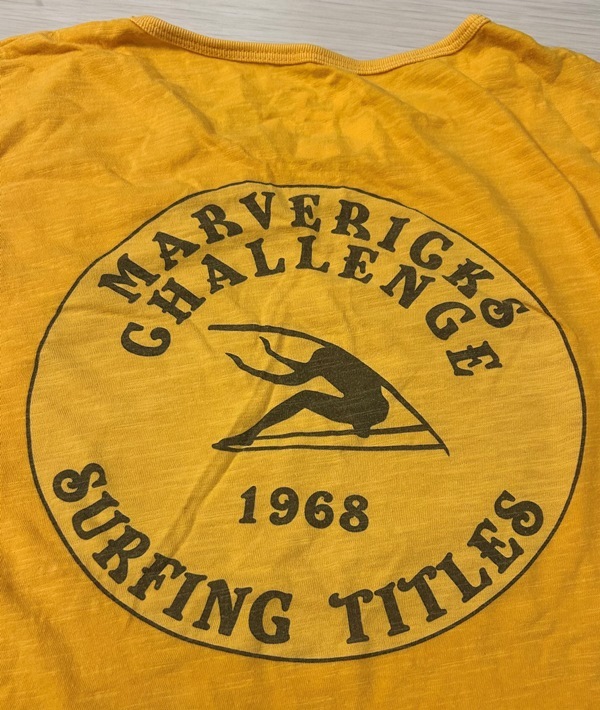 MARVERICKS
CHALLENGE
1968
SURFING TITLES